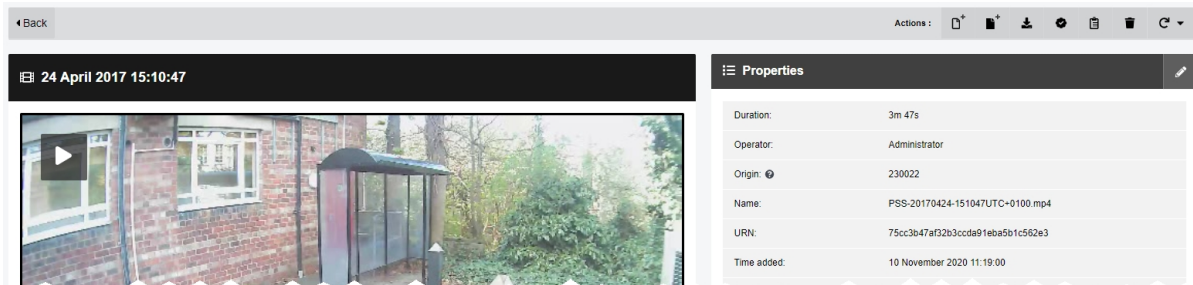 Back
Actions :
24 April 2017 15:10:47
Properties
Duration: 3m 47s
Operator: Administrator
Origin: 230022
Name: PSS-20170424-151047UTC+0100.mp4
URN: 75cc3b47af32b3ccda91eba5b1c562e3
Time added: 10 November 2020 11:19:00